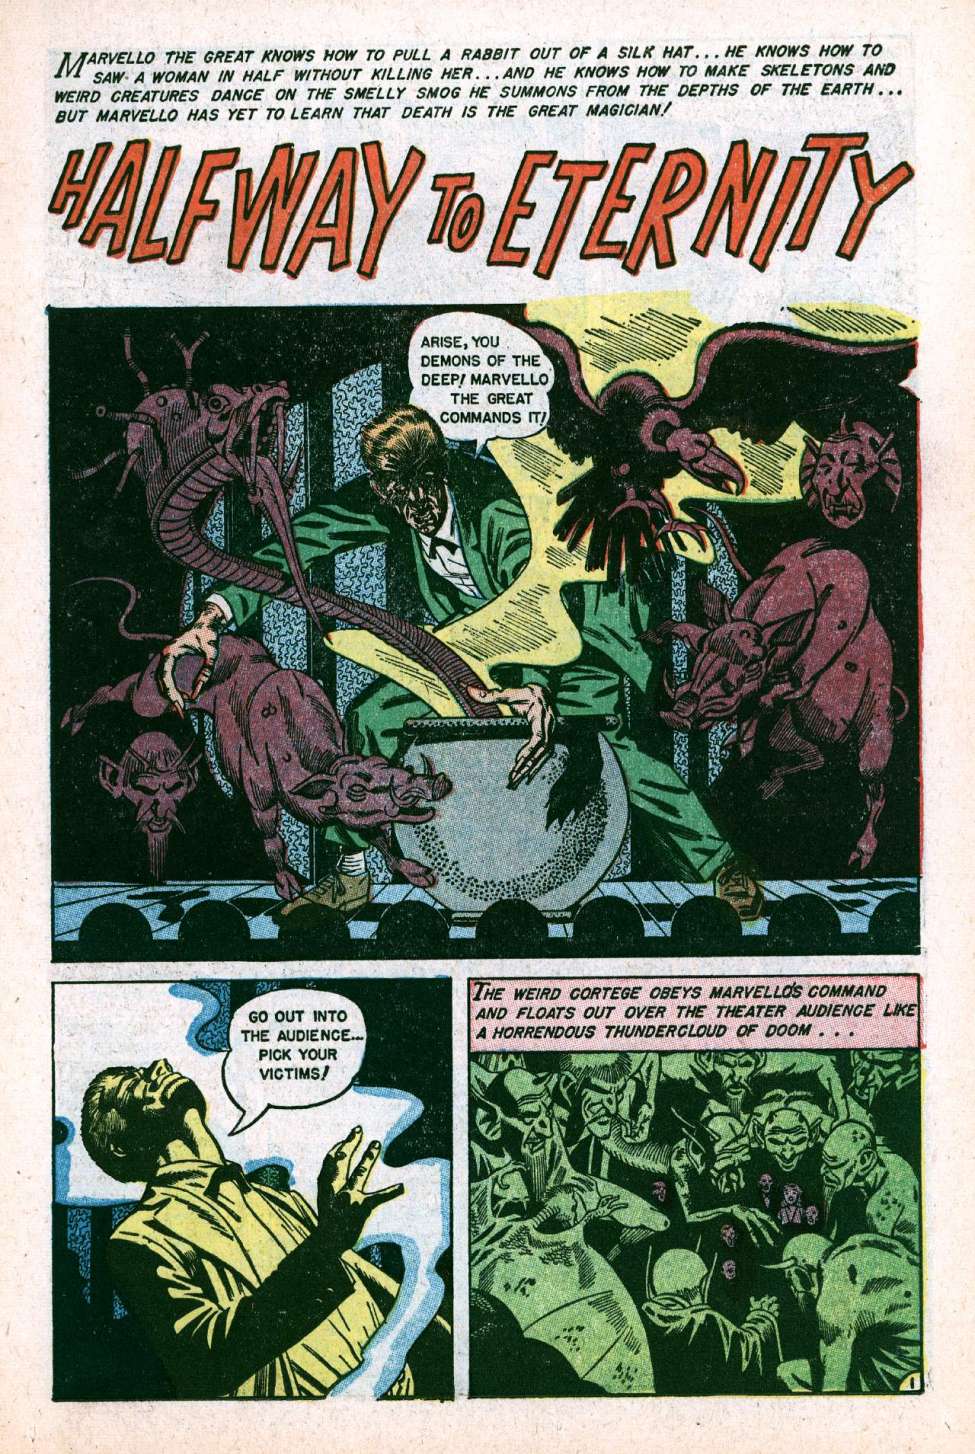 MARVELLO THE GREAT KNOWS HOW TO PULL A RABBIT OUT OF A SILK HAT... HE KNOWS HOW TO
SAW A WOMAN IN HALF WITHOUT KILLING HER... AND HE KNOWS HOW TO MAKE SKELETONS AND
WEIRD CREATURES DANCE ON THE SMELLY SMOG HE SUMMONS FROM THE DEPTHS OF THE EARTH...
BUT MARVELLO HAS YET TO LEARN THAT DEATH IS THE GREAT MAGICIAN!
HALFWAY TO ETERNITY
ARISE, YOU
DEMONS OF THE
DEEP! MARVELLO
THE GREAT
COMMANDS IT!
GO OUT INTO
THE AUDIENCE...
PICK YOUR
VICTIMS!
THE WEIRD CORTEGE OBEYS MARVELLO'S COMMAND
AND FLOATS OUT OVER THE THEATER AUDIENCE LIKE
A HORRENDOUS THUNDERCLOUD OF DOOM...
1